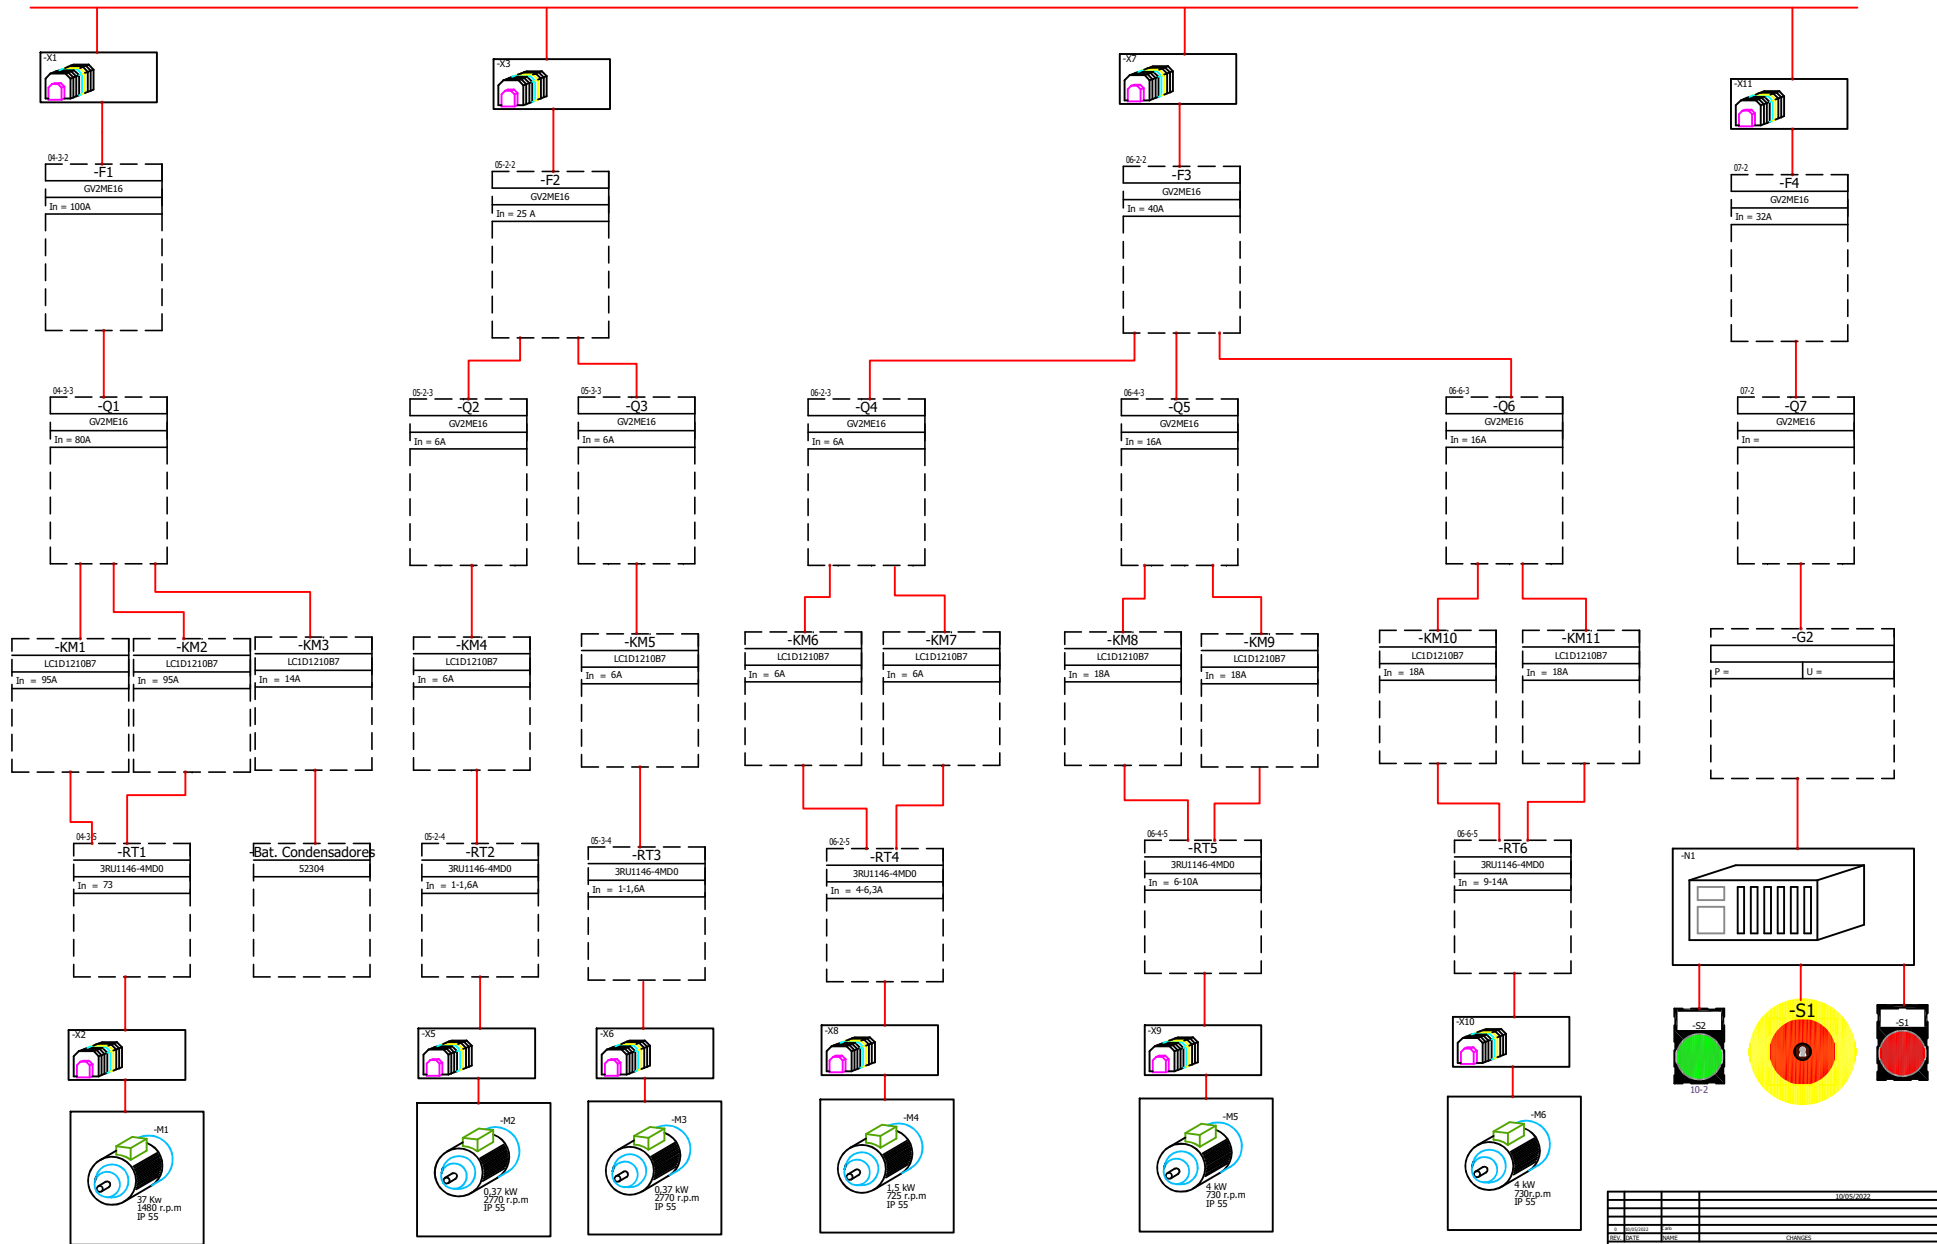 -X1
-X3
-X7
-X11
04-3-2
-F1
GV2ME16
In = 100A
05-2-2
-F2
GV2ME16
In = 25 A
06-2-2
-F3
GV2ME16
In = 40A
07-2
-F4
GV2ME16
In = 32A
04-3-3
-Q1
GV2ME16
In = 80A
05-2-3
-Q2
GV2ME16
In = 6A
05-3-3
-Q3
GV2ME16
In = 6A
06-2-3
-Q4
GV2ME16
In = 6A
06-4-3
-Q5
GV2ME16
In = 16A
06-6-3
-Q6
GV2ME16
In = 16A
07-2
-Q7
GV2ME16
In =
-KM1
LC1D1210B7
In = 95A
-KM2
LC1D1210B7
In = 95A
-KM3
LC1D1210B7
In = 14A
-KM4
LC1D1210B7
In = 6A
-KM5
LC1D1210B7
In = 6A
-KM6
LC1D1210B7
In = 6A
-KM7
LC1D1210B7
In = 6A
-KM8
LC1D1210B7
In = 18A
-KM9
LC1D1210B7
In = 18A
-KM10
LC1D1210B7
In = 18A
-KM11
LC1D1210B7
In = 18A
-G2
P = U =
04-3-5
-RT1
3RU1146-4MD0
In = 73
-Bat. Condensadores
52304
05-2-4
-RT2
3RU1146-4MD0
In = 1-1,6A
05-3-4
-RT3
3RU1146-4MD0
In = 1-1,6A
06-2-5
-RT4
3RU1146-4MD0
In = 4-6,3A
06-4-5
-RT5
3RU1146-4MD0
In = 6-10A
06-6-5
-RT6
3RU1146-4MD0
In = 9-14A
-N1
-X2
-X5
-X6
-X8
-X9
-X10
-S2
10-2
-S1
-S1
-M1
37 Kw
1480 r.p.m
IP 55
-M2
0,37 kW
2770 r.p.m
IP 55
-M3
0,37 kW
2770 r.p.m
IP 55
-M4
1,5 kW
725 r.p.m
IP 55
-M5
4 kW
730 r.p.m
IP 55
-M6
4 kW
730r.p.m
IP 55
10/05/2022
0
REV. DATE NAME CHANGES